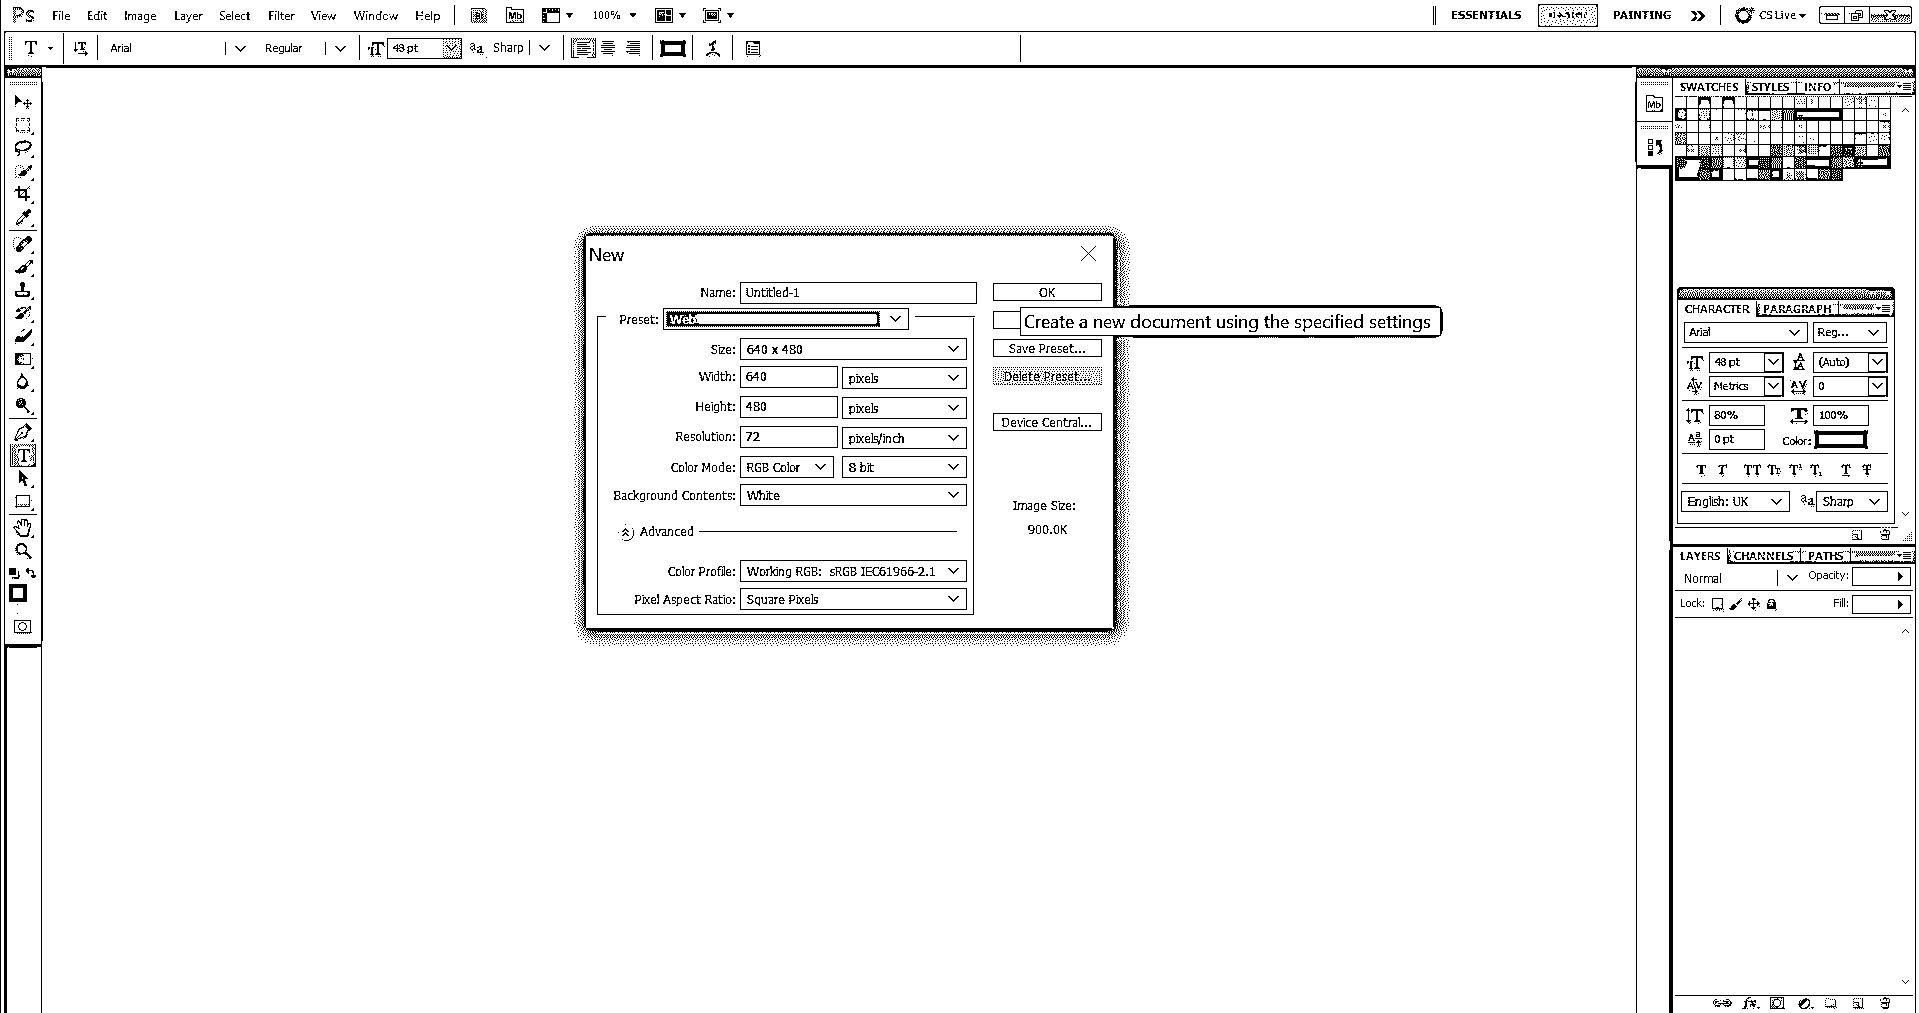 Ps File Edit Image Layer Select Filter View Window Help Br Mb 100% ESSENTIALS PAINTING CS Live
T Arial Regular 48 pt aa Sharp
SWATCHES STYLES INFO
Mb
New
Name: Untitled-1 OK
Preset: Web
Create a new document using the specified settings
Size: 640 x 480 Save Preset...
Width: 640 pixels Delete Preset...
Height: 480 pixels
Device Central...
Resolution: 72 pixels/inch
Color Mode: RGB Color 8 bit
Background Contents: White
Image Size:
900.0K
Advanced
Color Profile: Working RGB: sRGB IEC61966-2.1
Pixel Aspect Ratio: Square Pixels
CHARACTER PARAGRAPH
Arial Reg...
48 pt (Auto)
Metrics 0
80% 100%
0 pt Color:
T T TT Tt T¹ T₁ T T
English: UK aa Sharp
LAYERS CHANNELS PATHS
Normal Opacity:
Lock: Fill:
fx